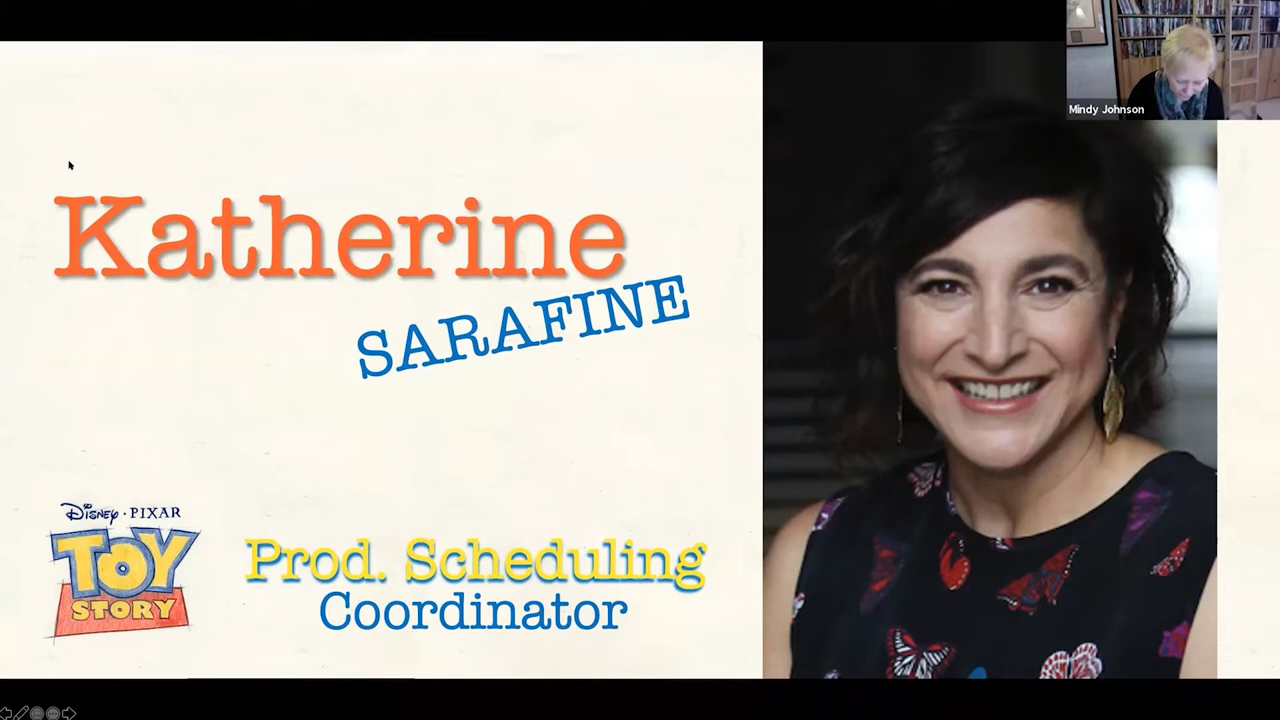 Mindy Johnson
Katherine
SARAFINE
Disney · PIXAR
TOY
STORY
Prod. Scheduling
Coordinator